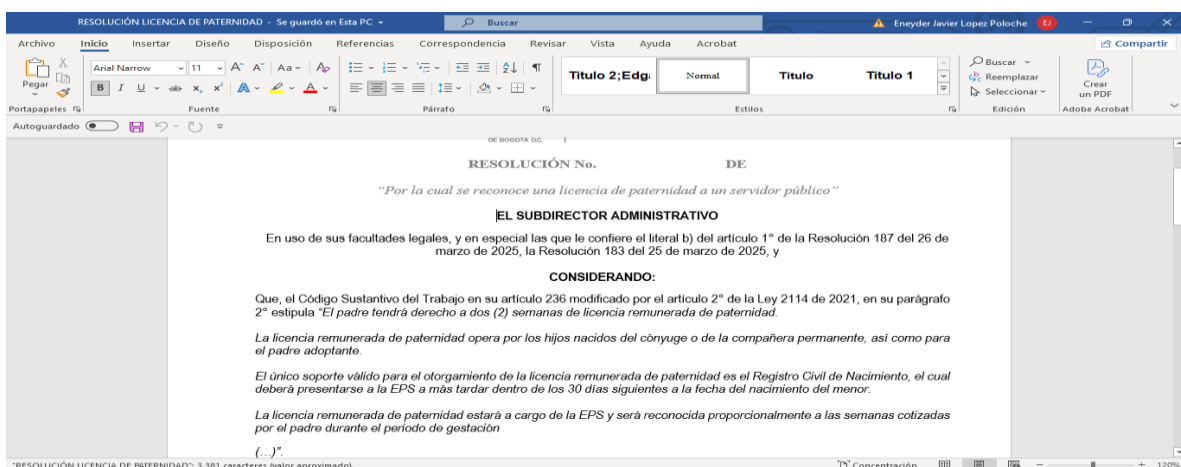 RESOLUCIÓN LICENCIA DE PATERNIDAD - Se guardó en Esta PC
Buscar
Eneyder Javier Lopez Poloche EJ
Archivo Inicio Insertar Diseño Disposición Referencias Correspondencia Revisar Vista Ayuda Acrobat Compartir
Pegar
Arial Narrow 11
Título 2;Edg: Normal Título Título 1
Buscar
Reemplazar
Seleccionar
Crear un PDF
Portapapeles Fuente Párrafo Estilos Edición Adobe Acrobat
Autoguardado
DE BOGOTÁ D.C.
RESOLUCIÓN No. DE
"Por la cual se reconoce una licencia de paternidad a un servidor público"
EL SUBDIRECTOR ADMINISTRATIVO
En uso de sus facultades legales, y en especial las que le confiere el literal b) del artículo 1° de la Resolución 187 del 26 de
marzo de 2025, la Resolución 183 del 25 de marzo de 2025, y
CONSIDERANDO:
Que, el Código Sustantivo del Trabajo en su artículo 236 modificado por el artículo 2° de la Ley 2114 de 2021, en su parágrafo
2° estipula "El padre tendrá derecho a dos (2) semanas de licencia remunerada de paternidad.
La licencia remunerada de paternidad opera por los hijos nacidos del cónyuge o de la compañera permanente, así como para
el padre adoptante.
El único soporte válido para el otorgamiento de la licencia remunerada de paternidad es el Registro Civil de Nacimiento, el cual
deberá presentarse a la EPS a más tardar dentro de los 30 días siguientes a la fecha del nacimiento del menor.
La licencia remunerada de paternidad estará a cargo de la EPS y será reconocida proporcionalmente a las semanas cotizadas
por el padre durante el periodo de gestación
(...)".
"RESOLUCIÓN LICENCIA DE PATERNIDAD": 3.381 caracteres (valor aproximado).
Concentración 120%